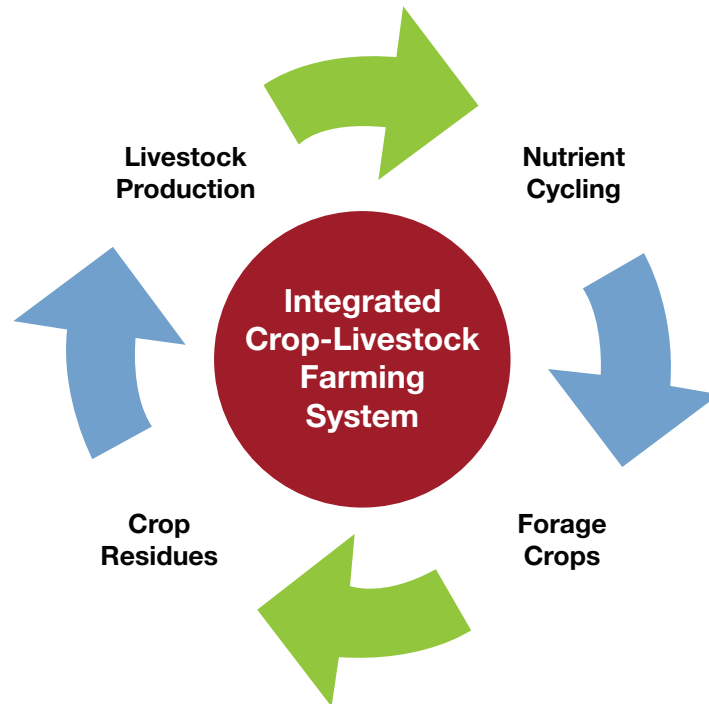 Livestock
Production
Nutrient
Cycling
Integrated
Crop-Livestock
Farming
System
Crop
Residues
Forage
Crops